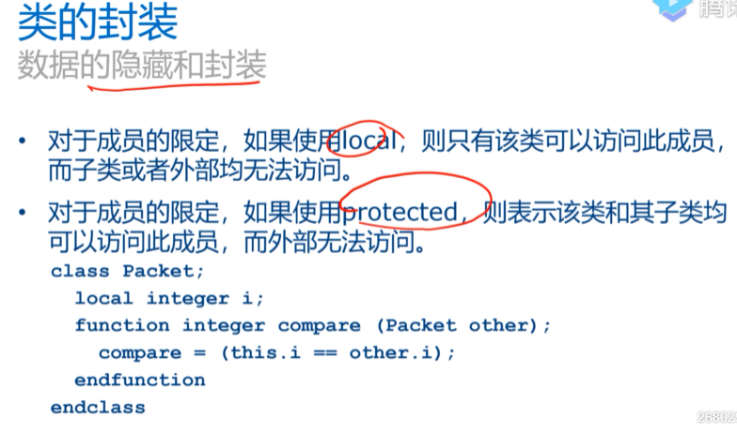 类的封装
数据的隐藏和封装
• 对于成员的限定，如果使用local，则只有该类可以访问此成员，
而子类或者外部均无法访问。
• 对于成员的限定，如果使用protected，则表示该类和其子类均
可以访问此成员，而外部无法访问。
class Packet;
local integer i;
function integer compare (Packet other);
compare = (this.i == other.i);
endfunction
endclass